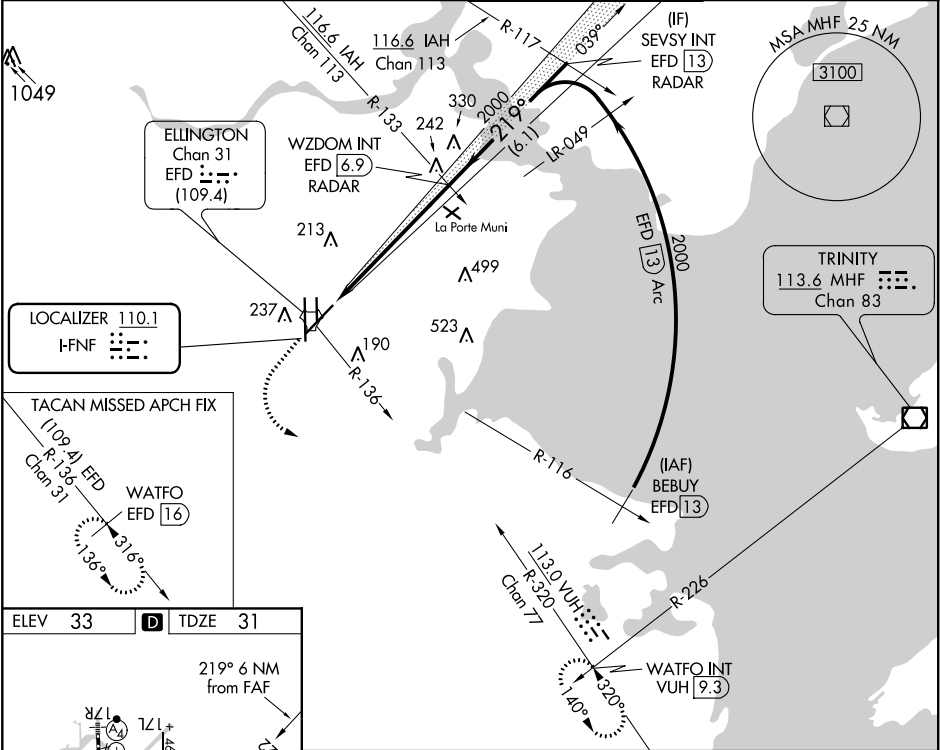 116.6 IAH
Chan 113
116.6 IAH
Chan 113
R-117
039°
(IF)
SEVSY INT
EFD 13
RADAR
MSA MHF 25 NM
3100
1049
R-133
330
242
2000
219°
(6.1)
LR-049
ELLINGTON
Chan 31
EFD
(109.4)
WZDOM INT
EFD 6.9
RADAR
La Porte Muni
213
499
EFD 13 Arc
2000
TRINITY
113.6 MHF
Chan 83
LOCALIZER 110.1
I-FNF
237
190
523
R-136
TACAN MISSED APCH FIX
(109.4) EFD
R-136
Chan 31
WATFO
EFD 16
316°
136°
R-116
(IAF)
BEBUY
EFD 13
113.0 VUH
R-320
Chan 77
R-226
WATFO INT
VUH 9.3
320°
140°
ELEV 33
D
TDZE 31
219° 6 NM
from FAF
17R
A4
17L